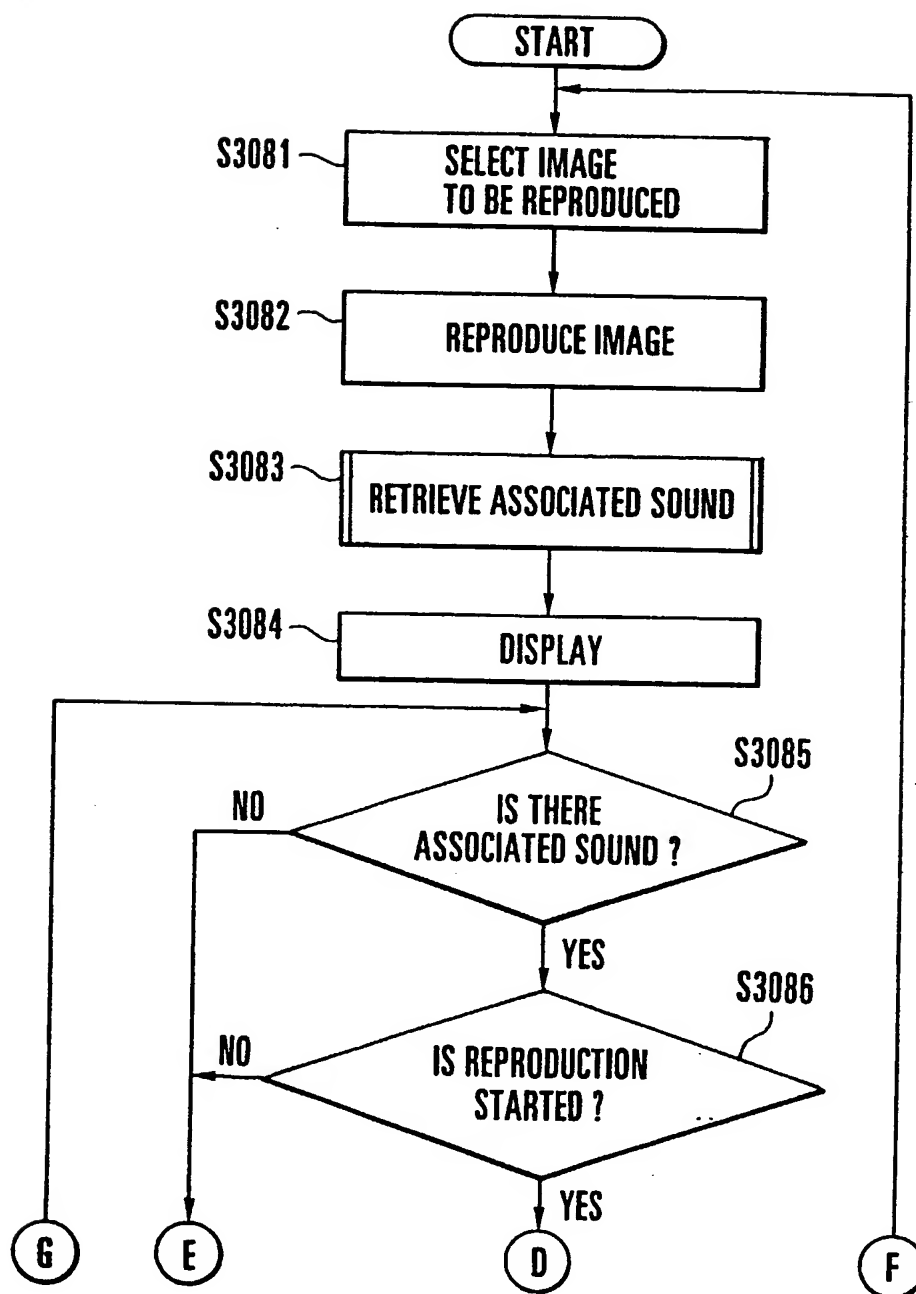 START
S3081
SELECT IMAGE
TO BE REPRODUCED
S3082
REPRODUCE IMAGE
S3083
RETRIEVE ASSOCIATED SOUND
S3084
DISPLAY
S3085
NO
IS THERE
ASSOCIATED SOUND ?
YES
S3086
NO
IS REPRODUCTION
STARTED ?
YES
G
E
D
F